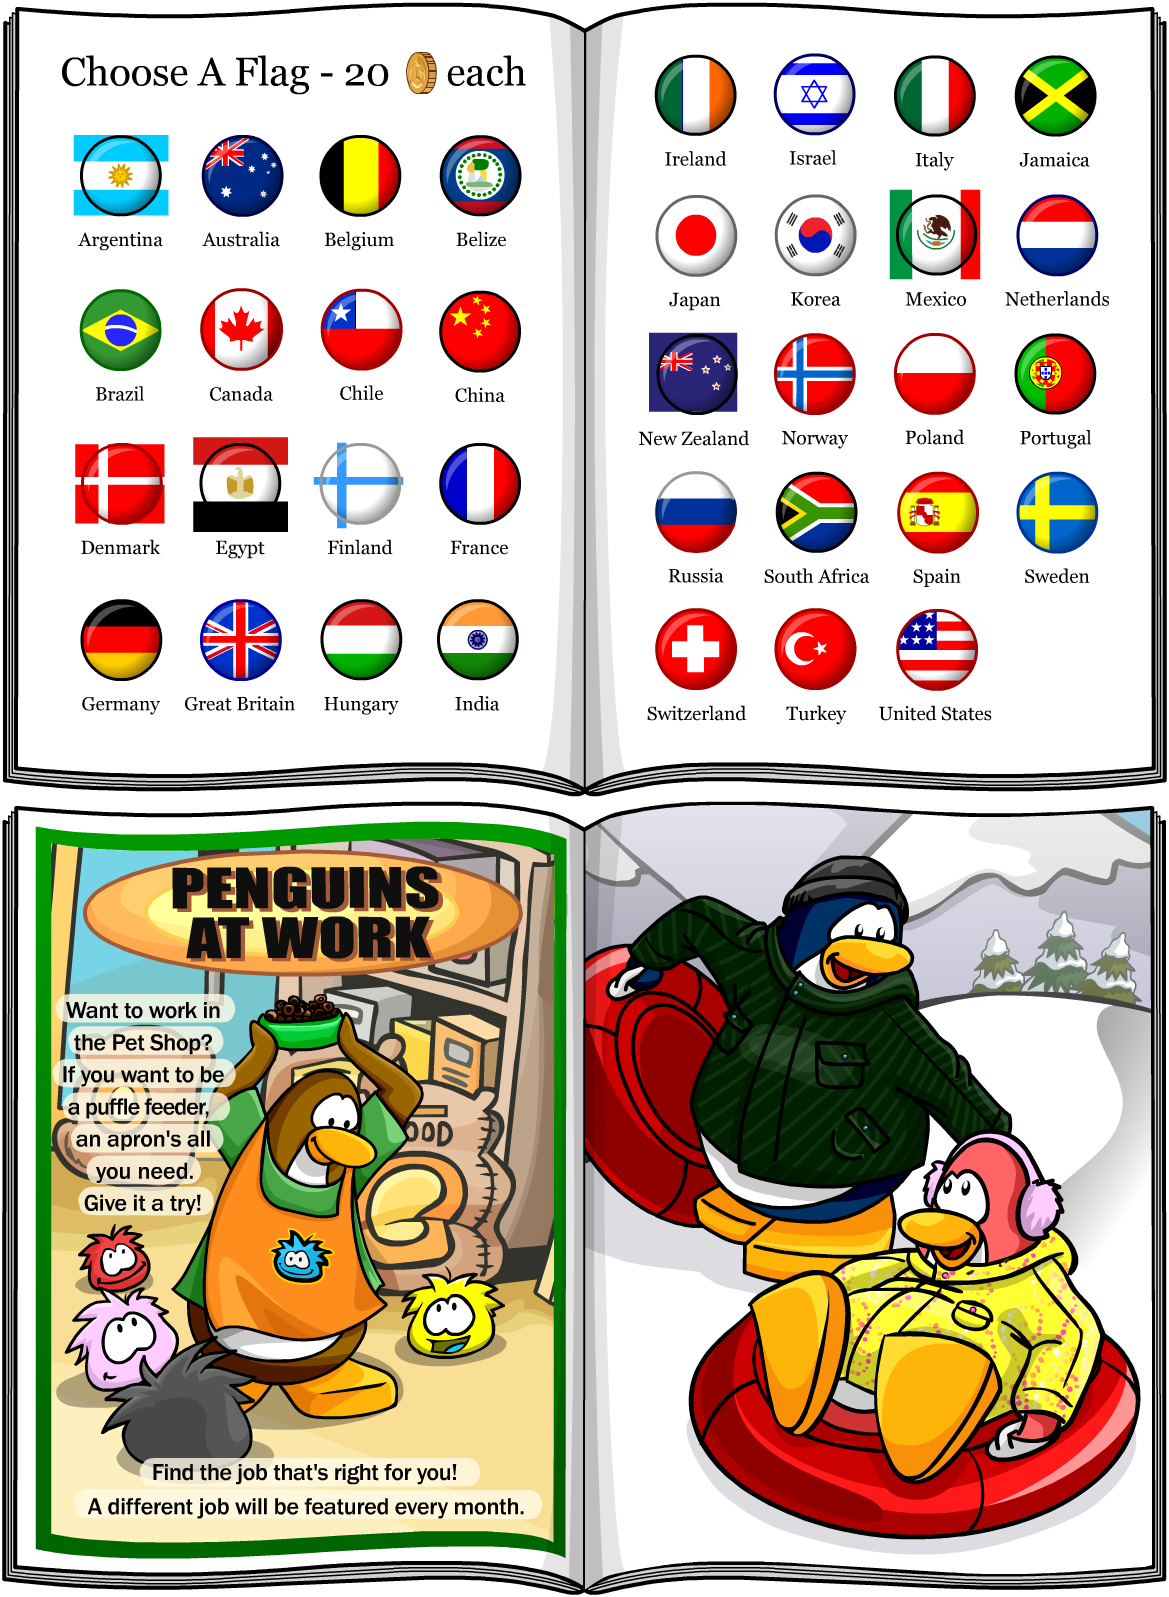 Choose A Flag - 20 each
Argentina Australia Belgium Belize
Brazil Canada Chile China
Denmark Egypt Finland France
Germany Great Britain Hungary India
Ireland Israel Italy Jamaica
Japan Korea Mexico Netherlands
New Zealand Norway Poland Portugal
Russia South Africa Spain Sweden
Switzerland Turkey United States
PENGUINS
AT WORK
Want to work in
the Pet Shop?
If you want to be
a puffle feeder,
an apron's all
you need.
Give it a try!
OOD
Find the job that's right for you!
A different job will be featured every month.